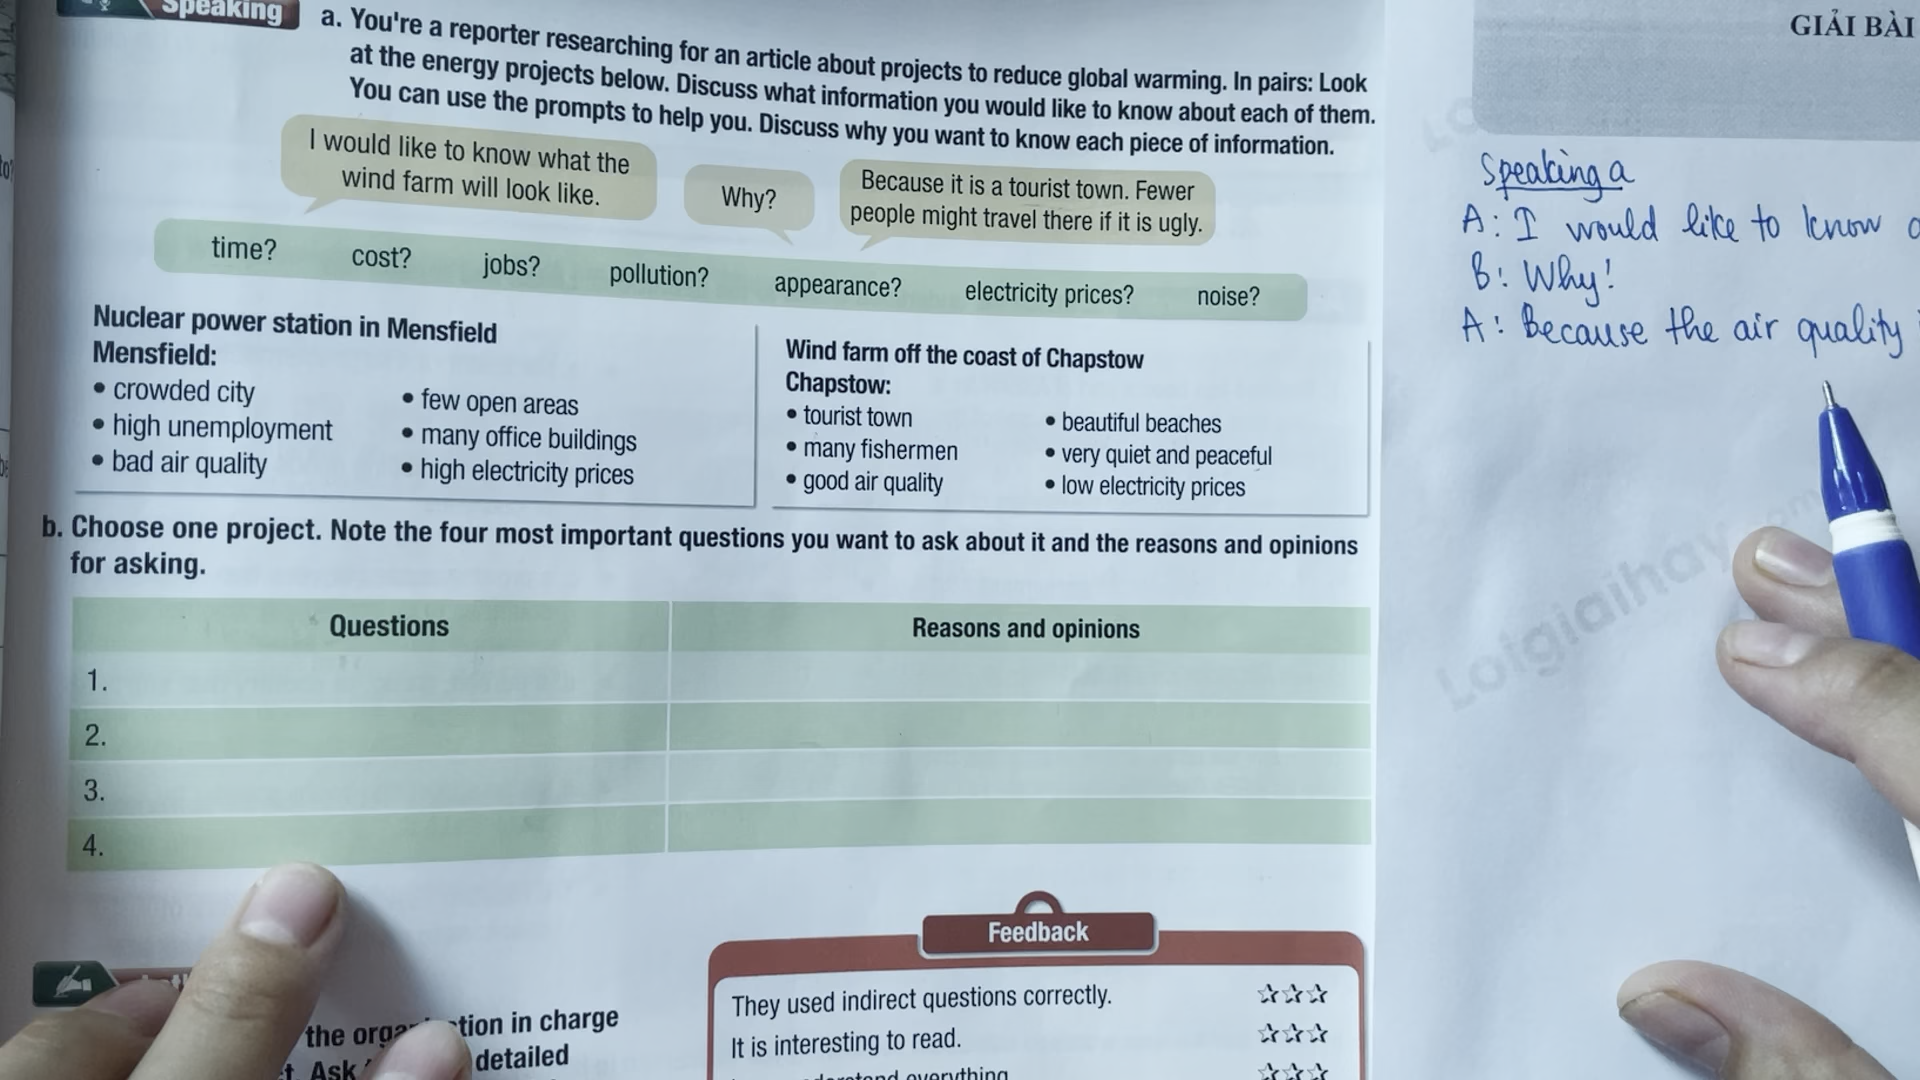 Speaking
a. You're a reporter researching for an article about projects to reduce global warming. In pairs: Look
at the energy projects below. Discuss what information you would like to know about each of them.
You can use the prompts to help you. Discuss why you want to know each piece of information.
I would like to know what the
wind farm will look like.
Why?
Because it is a tourist town. Fewer
people might travel there if it is ugly.
time? cost? jobs? pollution? appearance? electricity prices? noise?
Nuclear power station in Mensfield
Mensfield:
• crowded city
• high unemployment
• bad air quality
• few open areas
• many office buildings
• high electricity prices
Wind farm off the coast of Chapstow
Chapstow:
• tourist town
• many fishermen
• good air quality
• beautiful beaches
• very quiet and peaceful
• low electricity prices
b. Choose one project. Note the four most important questions you want to ask about it and the reasons and opinions
for asking.
Questions Reasons and opinions
1.
2.
3.
4.
the in charge
Ask detailed
Feedback
They used indirect questions correctly. ☆☆☆
It is interesting to read. ☆☆☆
everything ☆☆☆
GIẢI BÀI
Speaking a
A: I would like to know
B: Why!
A: Because the air quality
Loigiaihay